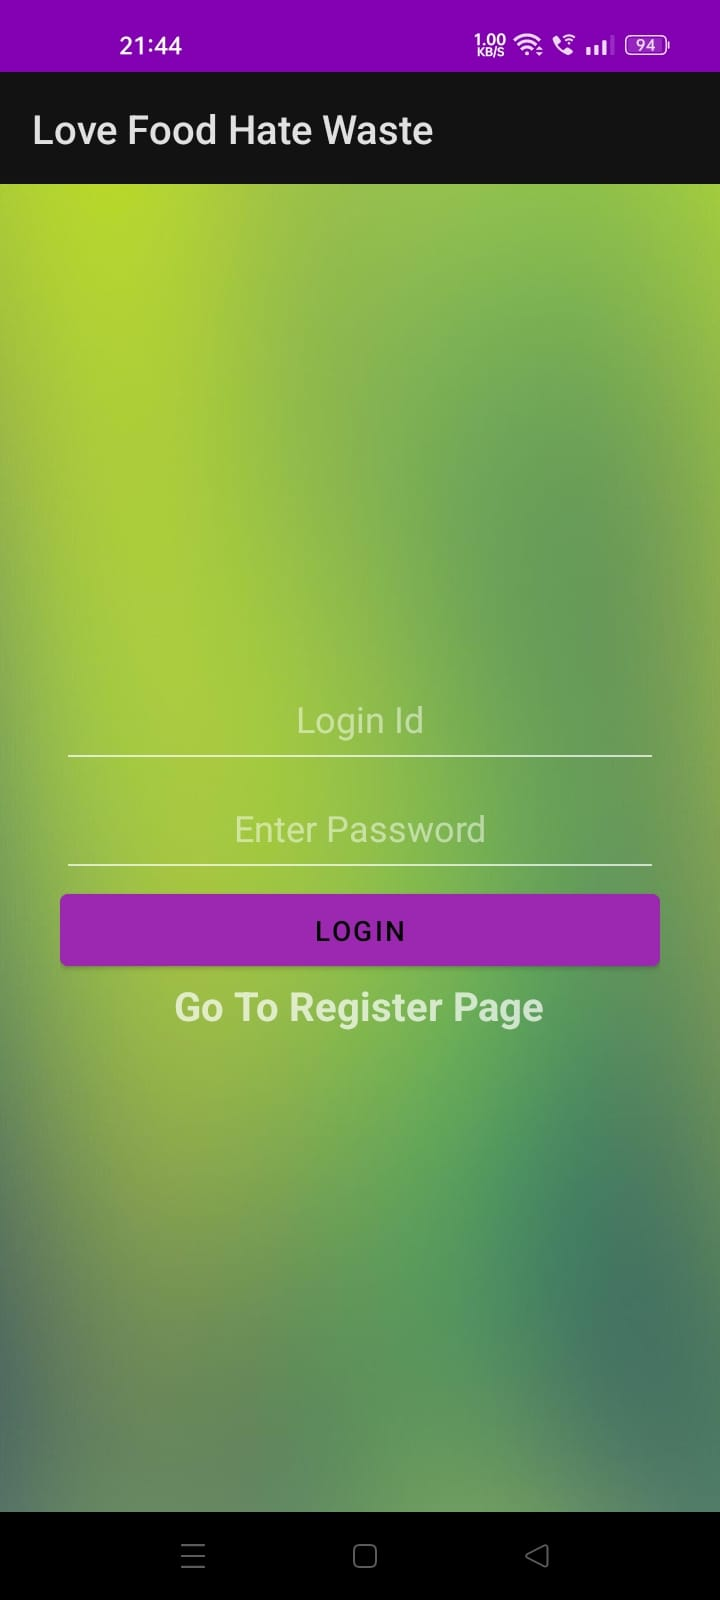 21:44
1.00
KB/S
94
Love Food Hate Waste
Login Id
Enter Password
LOGIN
Go To Register Page